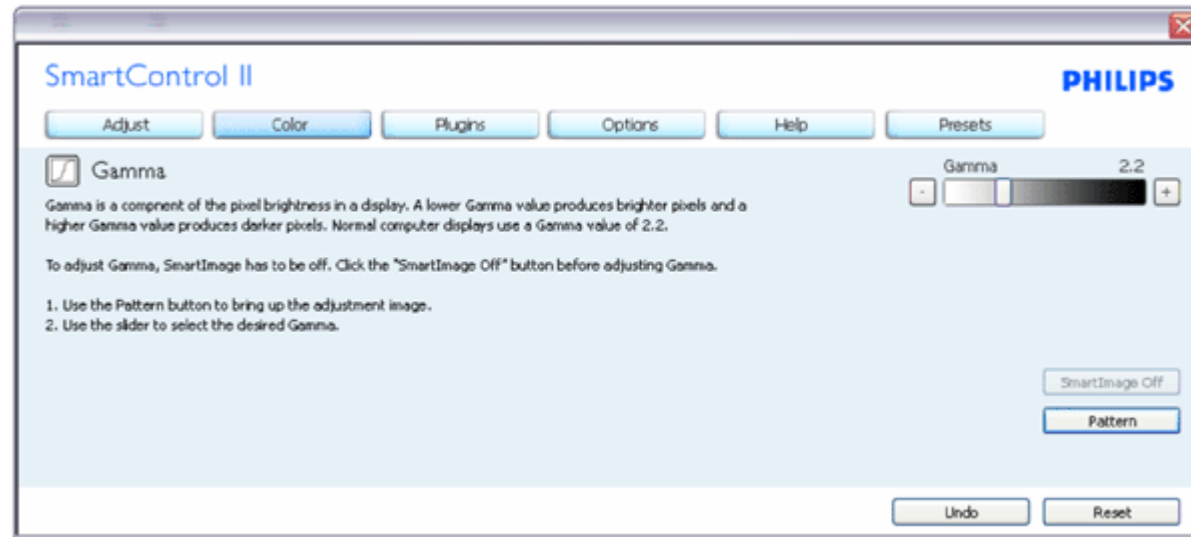 SmartControl II
PHILIPS
Adjust Color Plugins Options Help Presets
Gamma
Gamma 2.2
- +
Gamma is a compnent of the pixel brightness in a display. A lower Gamma value produces brighter pixels and a
higher Gamma value produces darker pixels. Normal computer displays use a Gamma value of 2.2.
To adjust Gamma, SmartImage has to be off. Click the "SmartImage Off" button before adjusting Gamma.
1. Use the Pattern button to bring up the adjustment image.
2. Use the slider to select the desired Gamma.
SmartImage Off
Pattern
Undo Reset